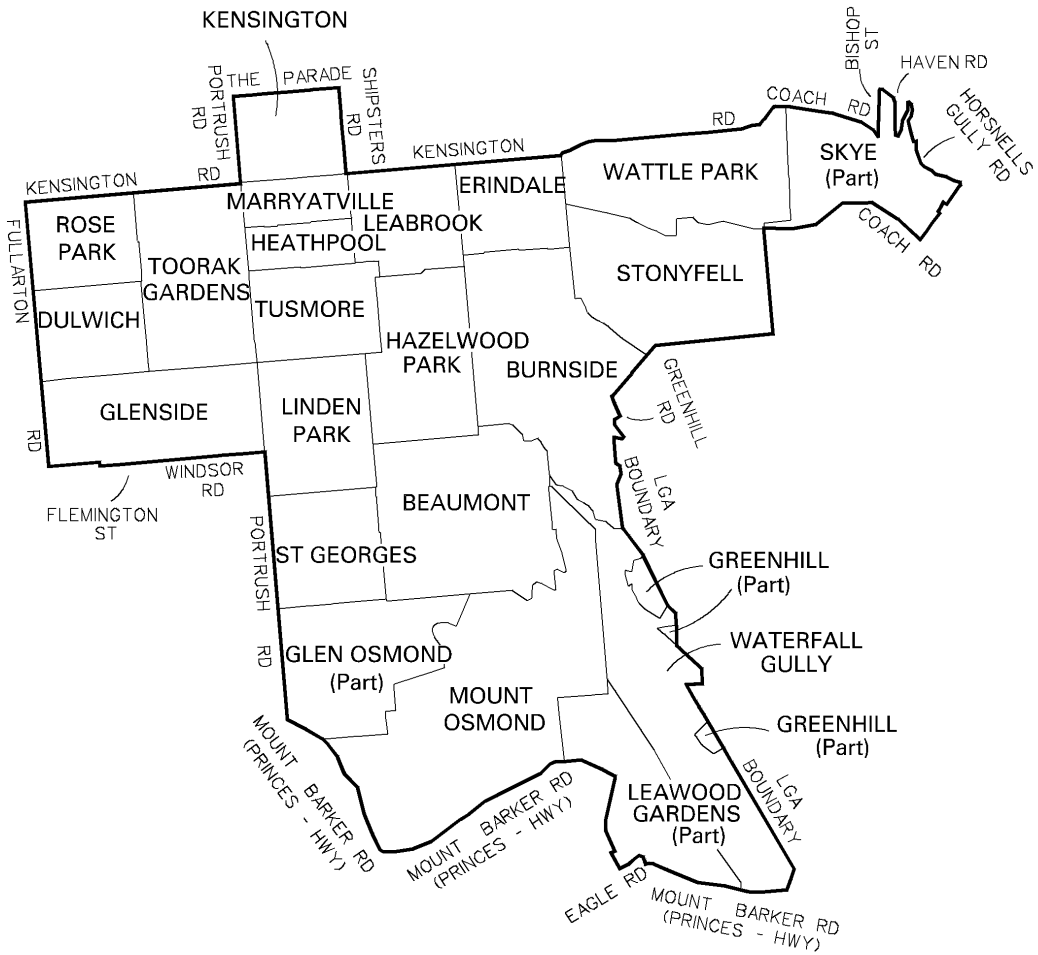 KENSINGTON
THE PARADE
PORTRUSH
RD
SHIPSTERS
RD
BISHOP
ST
HAVEN RD
HORSNELLS
GULLY RD
COACH RD
KENSINGTON RD
KENSINGTON RD
WATTLE PARK
SKYE
(Part)
COACH RD
ERINDALE
MARRYATVILLE
LEABROOK
HEATHPOOL
ROSE
PARK
FULLARTON RD
TOORAK
GARDENS
STONYFELL
TUSMORE
DULWICH
HAZELWOOD
PARK
BURNSIDE
GREENHILL
RD
GLENSIDE
LINDEN
PARK
WINDSOR
RD
FLEMINGTON
ST
LGA
BOUNDARY
BEAUMONT
PORTRUSH RD
ST GEORGES
GREENHILL
(Part)
WATERFALL
GULLY
GLEN OSMOND
(Part)
MOUNT
OSMOND
GREENHILL
(Part)
MOUNT BARKER RD
(PRINCES - HWY)
MOUNT BARKER RD
(PRINCES - HWY)
LGA
BOUNDARY
LEAWOOD
GARDENS
(Part)
EAGLE RD
MOUNT BARKER RD
(PRINCES - HWY)